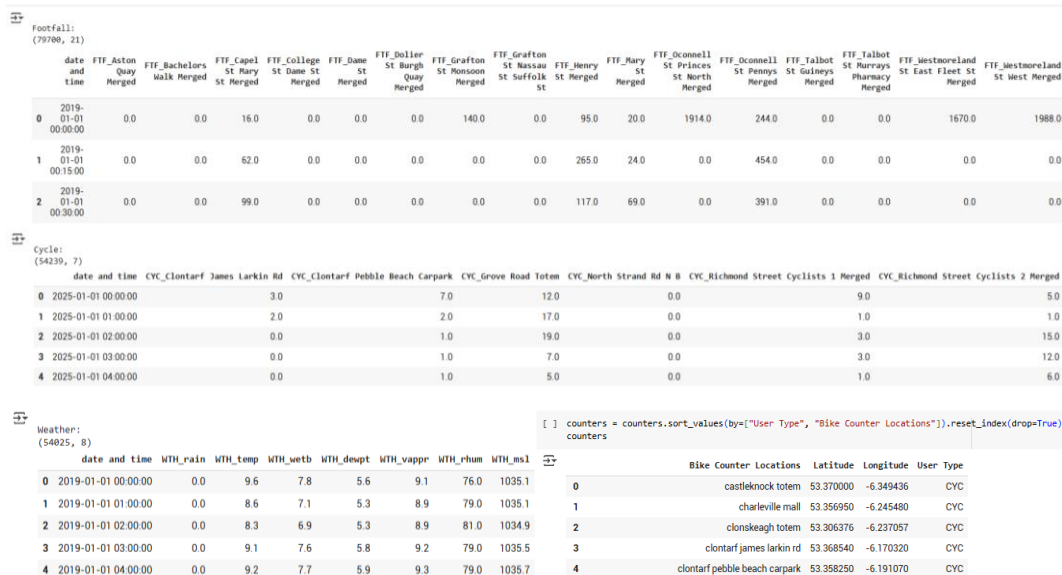 Footfall:
(79700, 21)
date and time FTF_Aston Quay Merged FTF_Bachelors Walk Merged FTF_Capel St Mary St Merged FTF_College St Dame St Merged FTF_Dame St Merged FTF_Dolier St Burgh Quay Merged FTF_Grafton St Monsoon Merged FTF_Grafton St Nassau St Suffolk St FTF_Henry St Merged FTF_Mary St Merged FTF_Oconnell St Princes St North Merged FTF_Oconnell St Pennys Merged FTF_Talbot St Guineys Merged FTF_Talbot St Murrays Pharmacy Merged FTF_Westmoreland St East Fleet St Merged FTF_Westmoreland St West Merged
0 2019-01-01 00:00:00 0.0 0.0 16.0 0.0 0.0 0.0 140.0 0.0 95.0 20.0 1914.0 244.0 0.0 0.0 1670.0 1988.0
1 2019-01-01 00:15:00 0.0 0.0 62.0 0.0 0.0 0.0 0.0 0.0 265.0 24.0 0.0 454.0 0.0 0.0 0.0 0.0
2 2019-01-01 00:30:00 0.0 0.0 99.0 0.0 0.0 0.0 0.0 0.0 117.0 69.0 0.0 391.0 0.0 0.0 0.0 0.0
Cycle:
(54239, 7)
date and time CYC_Clontarf James Larkin Rd CYC_Clontarf Pebble Beach Carpark CYC_Grove Road Totem CYC_North Strand Rd N B CYC_Richmond Street Cyclists 1 Merged CYC_Richmond Street Cyclists 2 Merged
0 2025-01-01 00:00:00 3.0 7.0 12.0 0.0 9.0 5.0
1 2025-01-01 01:00:00 2.0 2.0 17.0 0.0 1.0 1.0
2 2025-01-01 02:00:00 0.0 1.0 19.0 0.0 3.0 15.0
3 2025-01-01 03:00:00 0.0 1.0 7.0 0.0 3.0 12.0
4 2025-01-01 04:00:00 0.0 1.0 5.0 0.0 1.0 6.0
Weather:
(54025, 8)
date and time WTH_rain WTH_temp WTH_wetb WTH_dewpt WTH_vappr WTH_rhum WTH_msl
0 2019-01-01 00:00:00 0.0 9.6 7.8 5.6 9.1 76.0 1035.1
1 2019-01-01 01:00:00 0.0 8.6 7.1 5.3 8.9 79.0 1035.1
2 2019-01-01 02:00:00 0.0 8.3 6.9 5.3 8.9 81.0 1034.9
3 2019-01-01 03:00:00 0.0 9.1 7.6 5.8 9.2 79.0 1035.5
4 2019-01-01 04:00:00 0.0 9.2 7.7 5.9 9.3 79.0 1035.7
[ ] counters = counters.sort_values(by=["User Type", "Bike Counter Locations"]).reset_index(drop=True)
counters
Bike Counter Locations Latitude Longitude User Type
0 castleknock totem 53.370000 -6.349436 CYC
1 charleville mall 53.356950 -6.245480 CYC
2 clonskeagh totem 53.306376 -6.237057 CYC
3 clontarf james larkin rd 53.368540 -6.170320 CYC
4 clontarf pebble beach carpark 53.358250 -6.191070 CYC